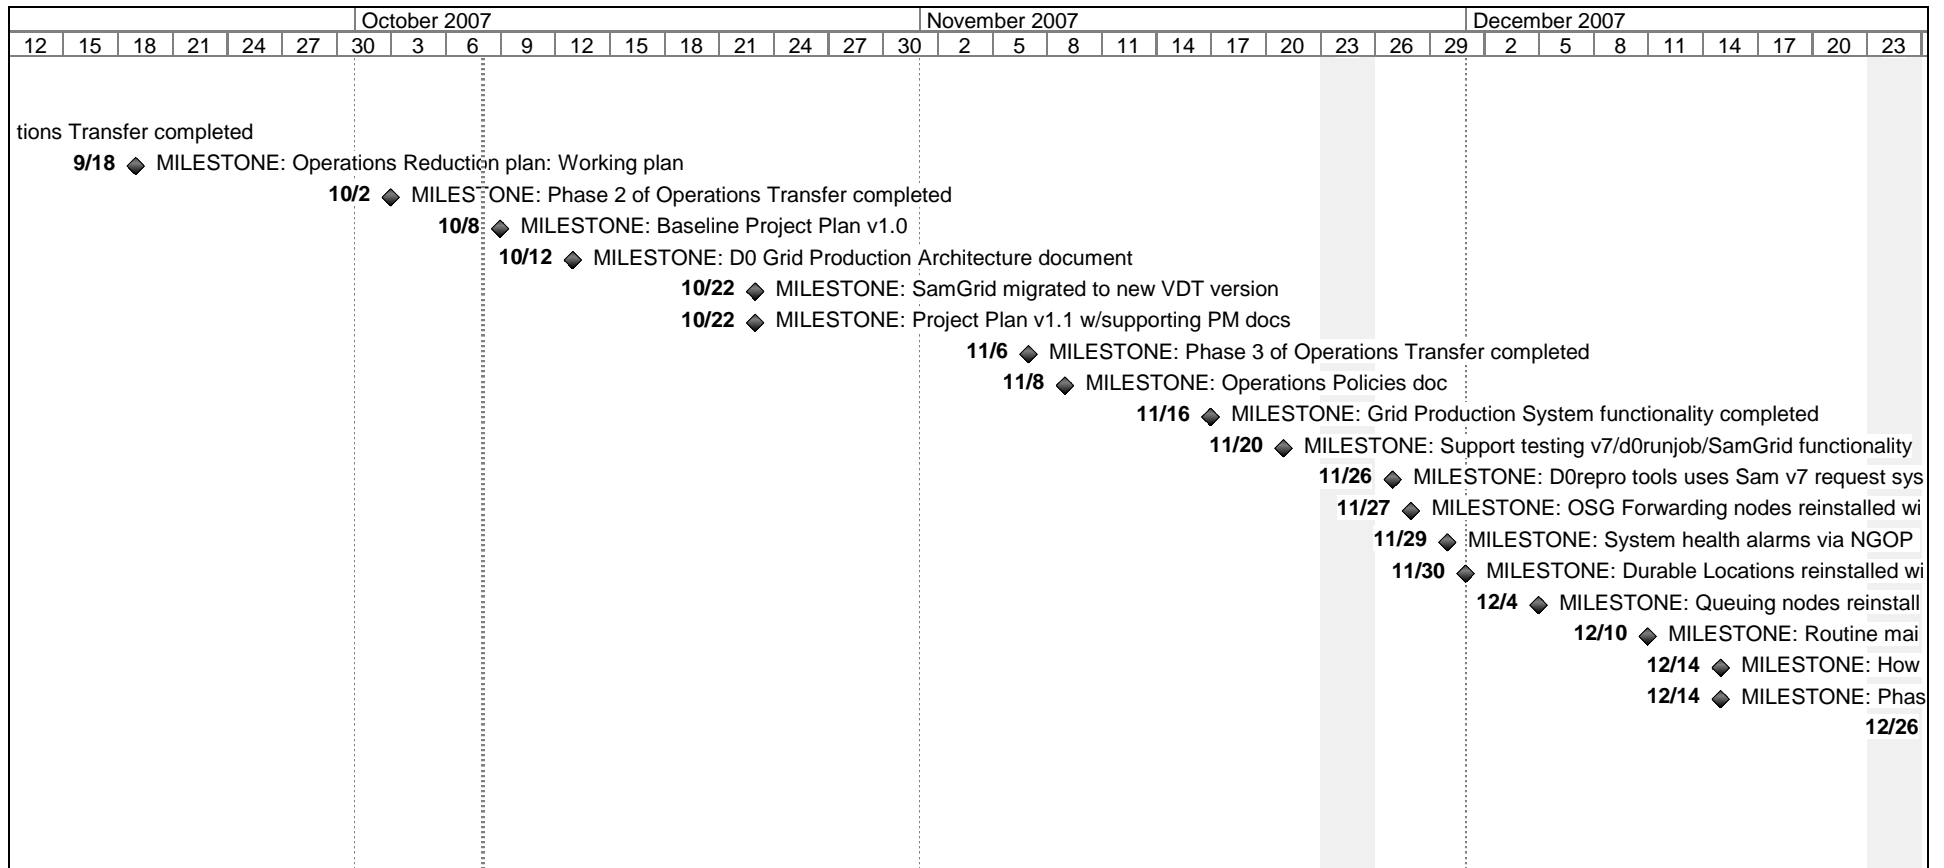 October 2007 November 2007 December 2007
12 15 18 21 24 27 30 3 6 9 12 15 18 21 24 27 30 2 5 8 11 14 17 20 23 26 29 2 5 8 11 14 17 20 23
tions Transfer completed
9/18 MILESTONE: Operations Reduction plan: Working plan
10/2 MILESTONE: Phase 2 of Operations Transfer completed
10/8 MILESTONE: Baseline Project Plan v1.0
10/12 MILESTONE: D0 Grid Production Architecture document
10/22 MILESTONE: SamGrid migrated to new VDT version
10/22 MILESTONE: Project Plan v1.1 w/supporting PM docs
11/6 MILESTONE: Phase 3 of Operations Transfer completed
11/8 MILESTONE: Operations Policies doc
11/16 MILESTONE: Grid Production System functionality completed
11/20 MILESTONE: Support testing v7/d0runjob/SamGrid functionality
11/26 MILESTONE: D0repro tools uses Sam v7 request sys
11/27 MILESTONE: OSG Forwarding nodes reinstalled wi
11/29 MILESTONE: System health alarms via NGOP
11/30 MILESTONE: Durable Locations reinstalled wi
12/4 MILESTONE: Queuing nodes reinstall
12/10 MILESTONE: Routine mai
12/14 MILESTONE: How
12/14 MILESTONE: Phas
12/26